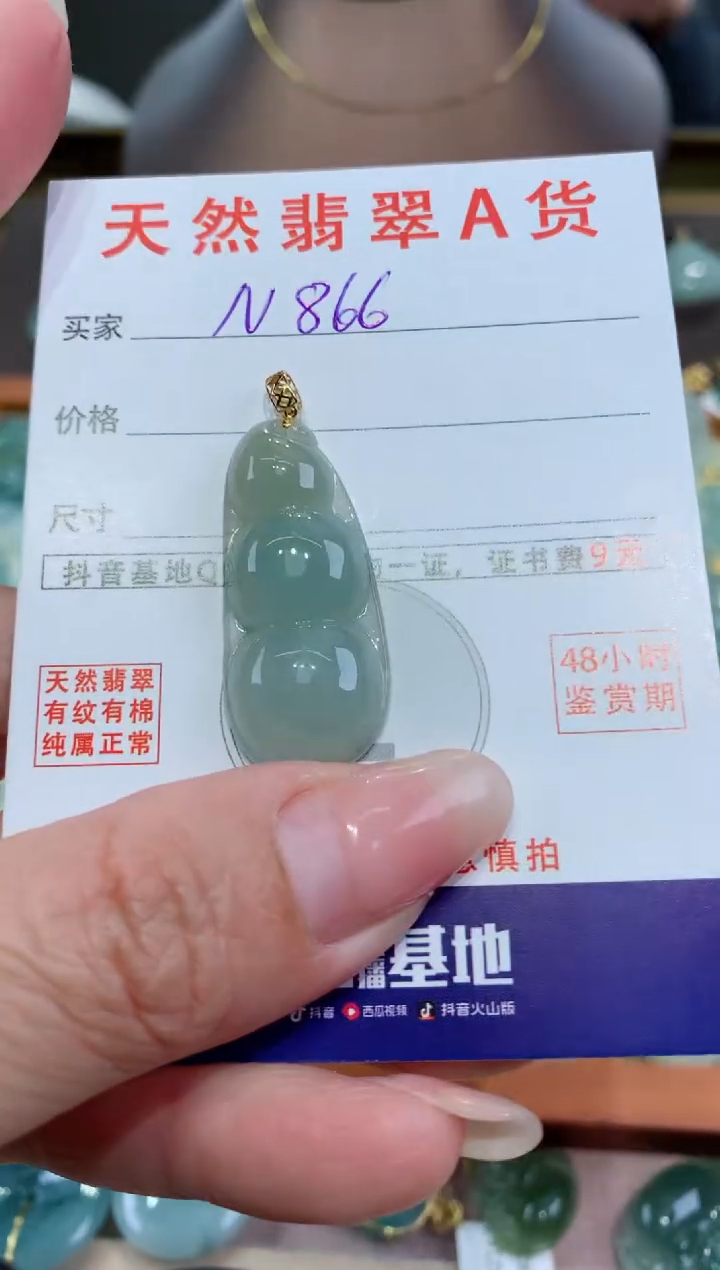 天然翡翠A货
买家 N866
价格
尺寸
抖音基地Q 一证，证书费9元
天然翡翠
有纹有棉
纯属正常
48小时
鉴赏期
慎拍
播基地
抖音 西瓜视频 抖音火山版